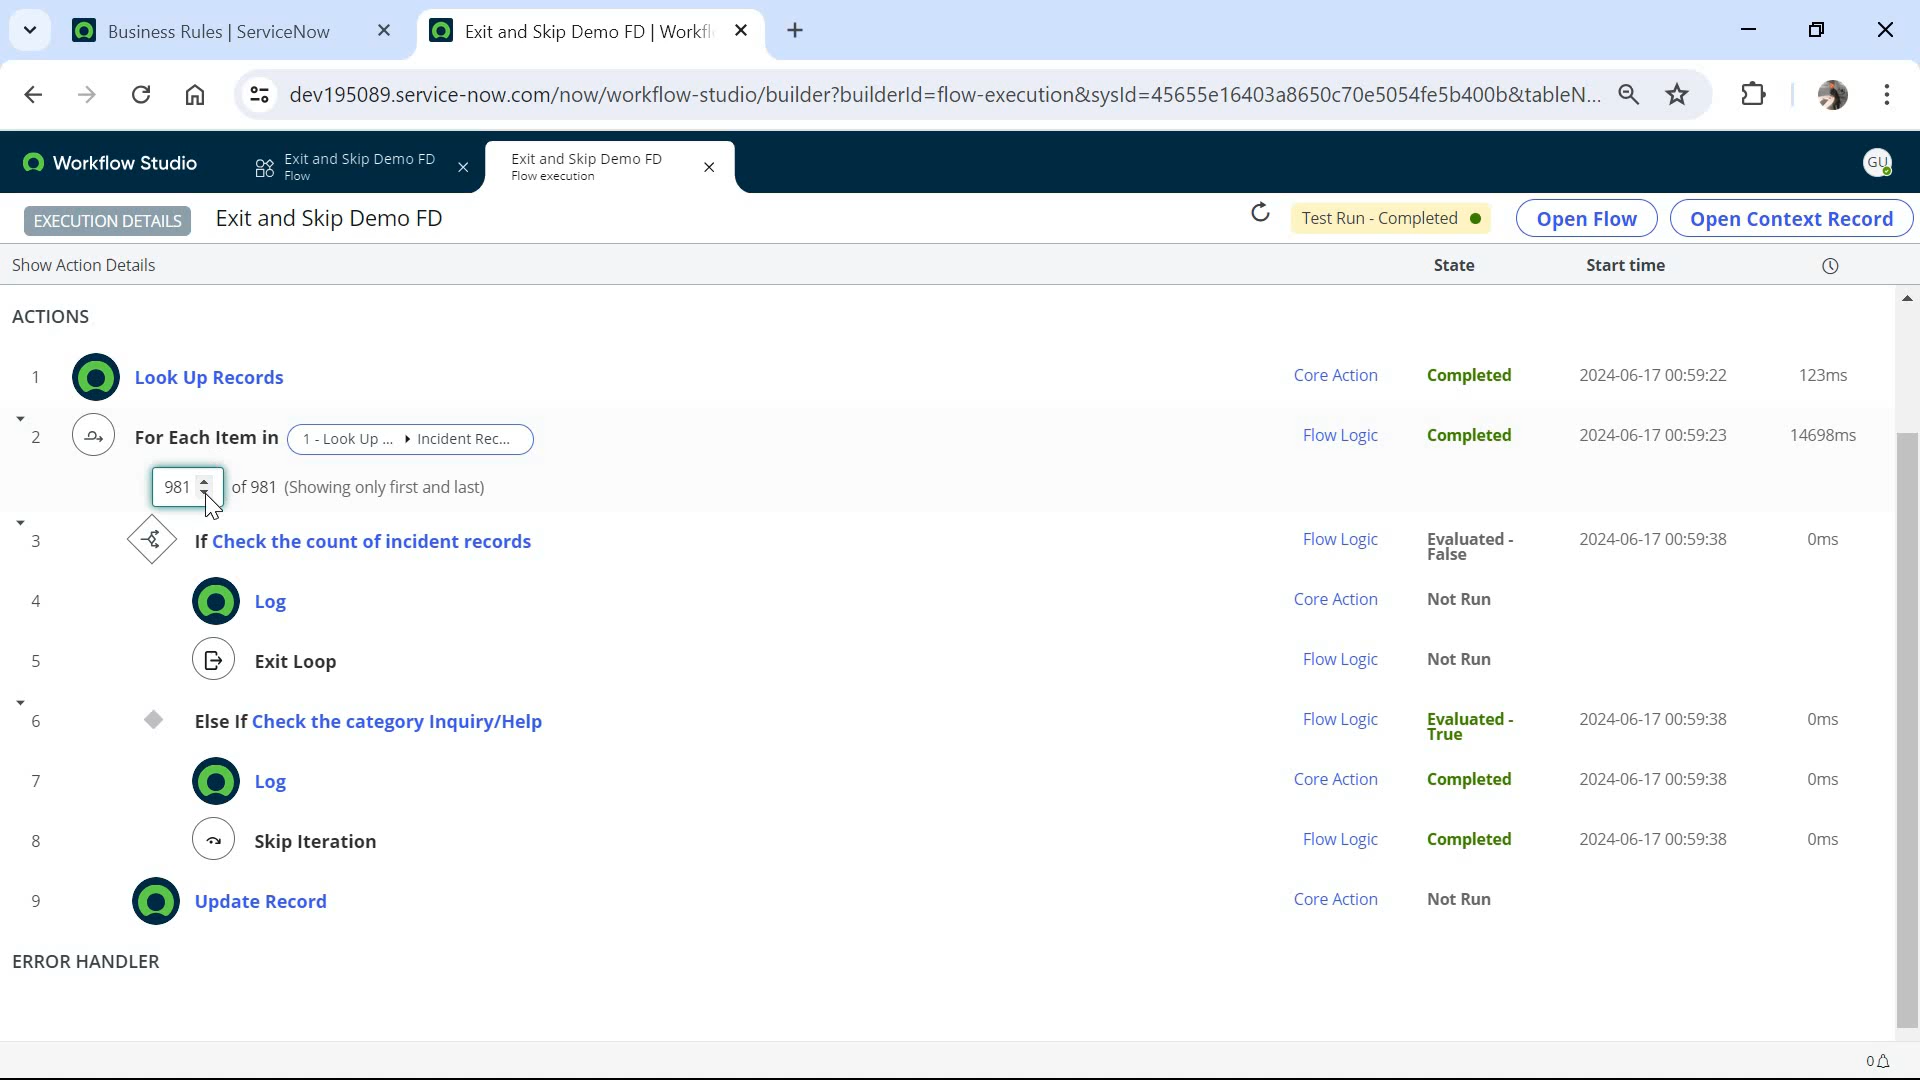 Business Rules | ServiceNow
Exit and Skip Demo FD | Workfl
dev195089.service-now.com/now/workflow-studio/builder?builderId=flow-execution&sysId=45655e16403a8650c70e5054fe5b400b&tableN...
Workflow Studio
Exit and Skip Demo FD
Flow
Exit and Skip Demo FD
Flow execution
GU
EXECUTION DETAILS
Exit and Skip Demo FD
Test Run - Completed
Open Flow
Open Context Record
Show Action Details
State
Start time
ACTIONS
1 Look Up Records Core Action Completed 2024-06-17 00:59:22 123ms
2 For Each Item in 1 - Look Up ... Incident Rec... Flow Logic Completed 2024-06-17 00:59:23 14698ms
981 of 981 (Showing only first and last)
3 If Check the count of incident records Flow Logic Evaluated - False 2024-06-17 00:59:38 0ms
4 Log Core Action Not Run
5 Exit Loop Flow Logic Not Run
6 Else If Check the category Inquiry/Help Flow Logic Evaluated - True 2024-06-17 00:59:38 0ms
7 Log Core Action Completed 2024-06-17 00:59:38 0ms
8 Skip Iteration Flow Logic Completed 2024-06-17 00:59:38 0ms
9 Update Record Core Action Not Run
ERROR HANDLER
0